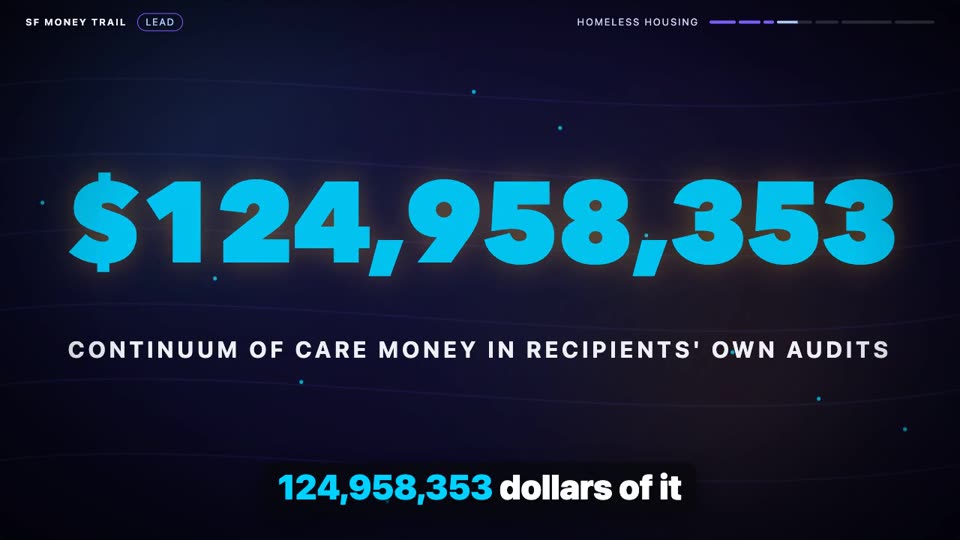 SF MONEY TRAIL LEAD
HOMELESS HOUSING
$124,958,353
CONTINUUM OF CARE MONEY IN RECIPIENTS' OWN AUDITS
124,958,353 dollars of it